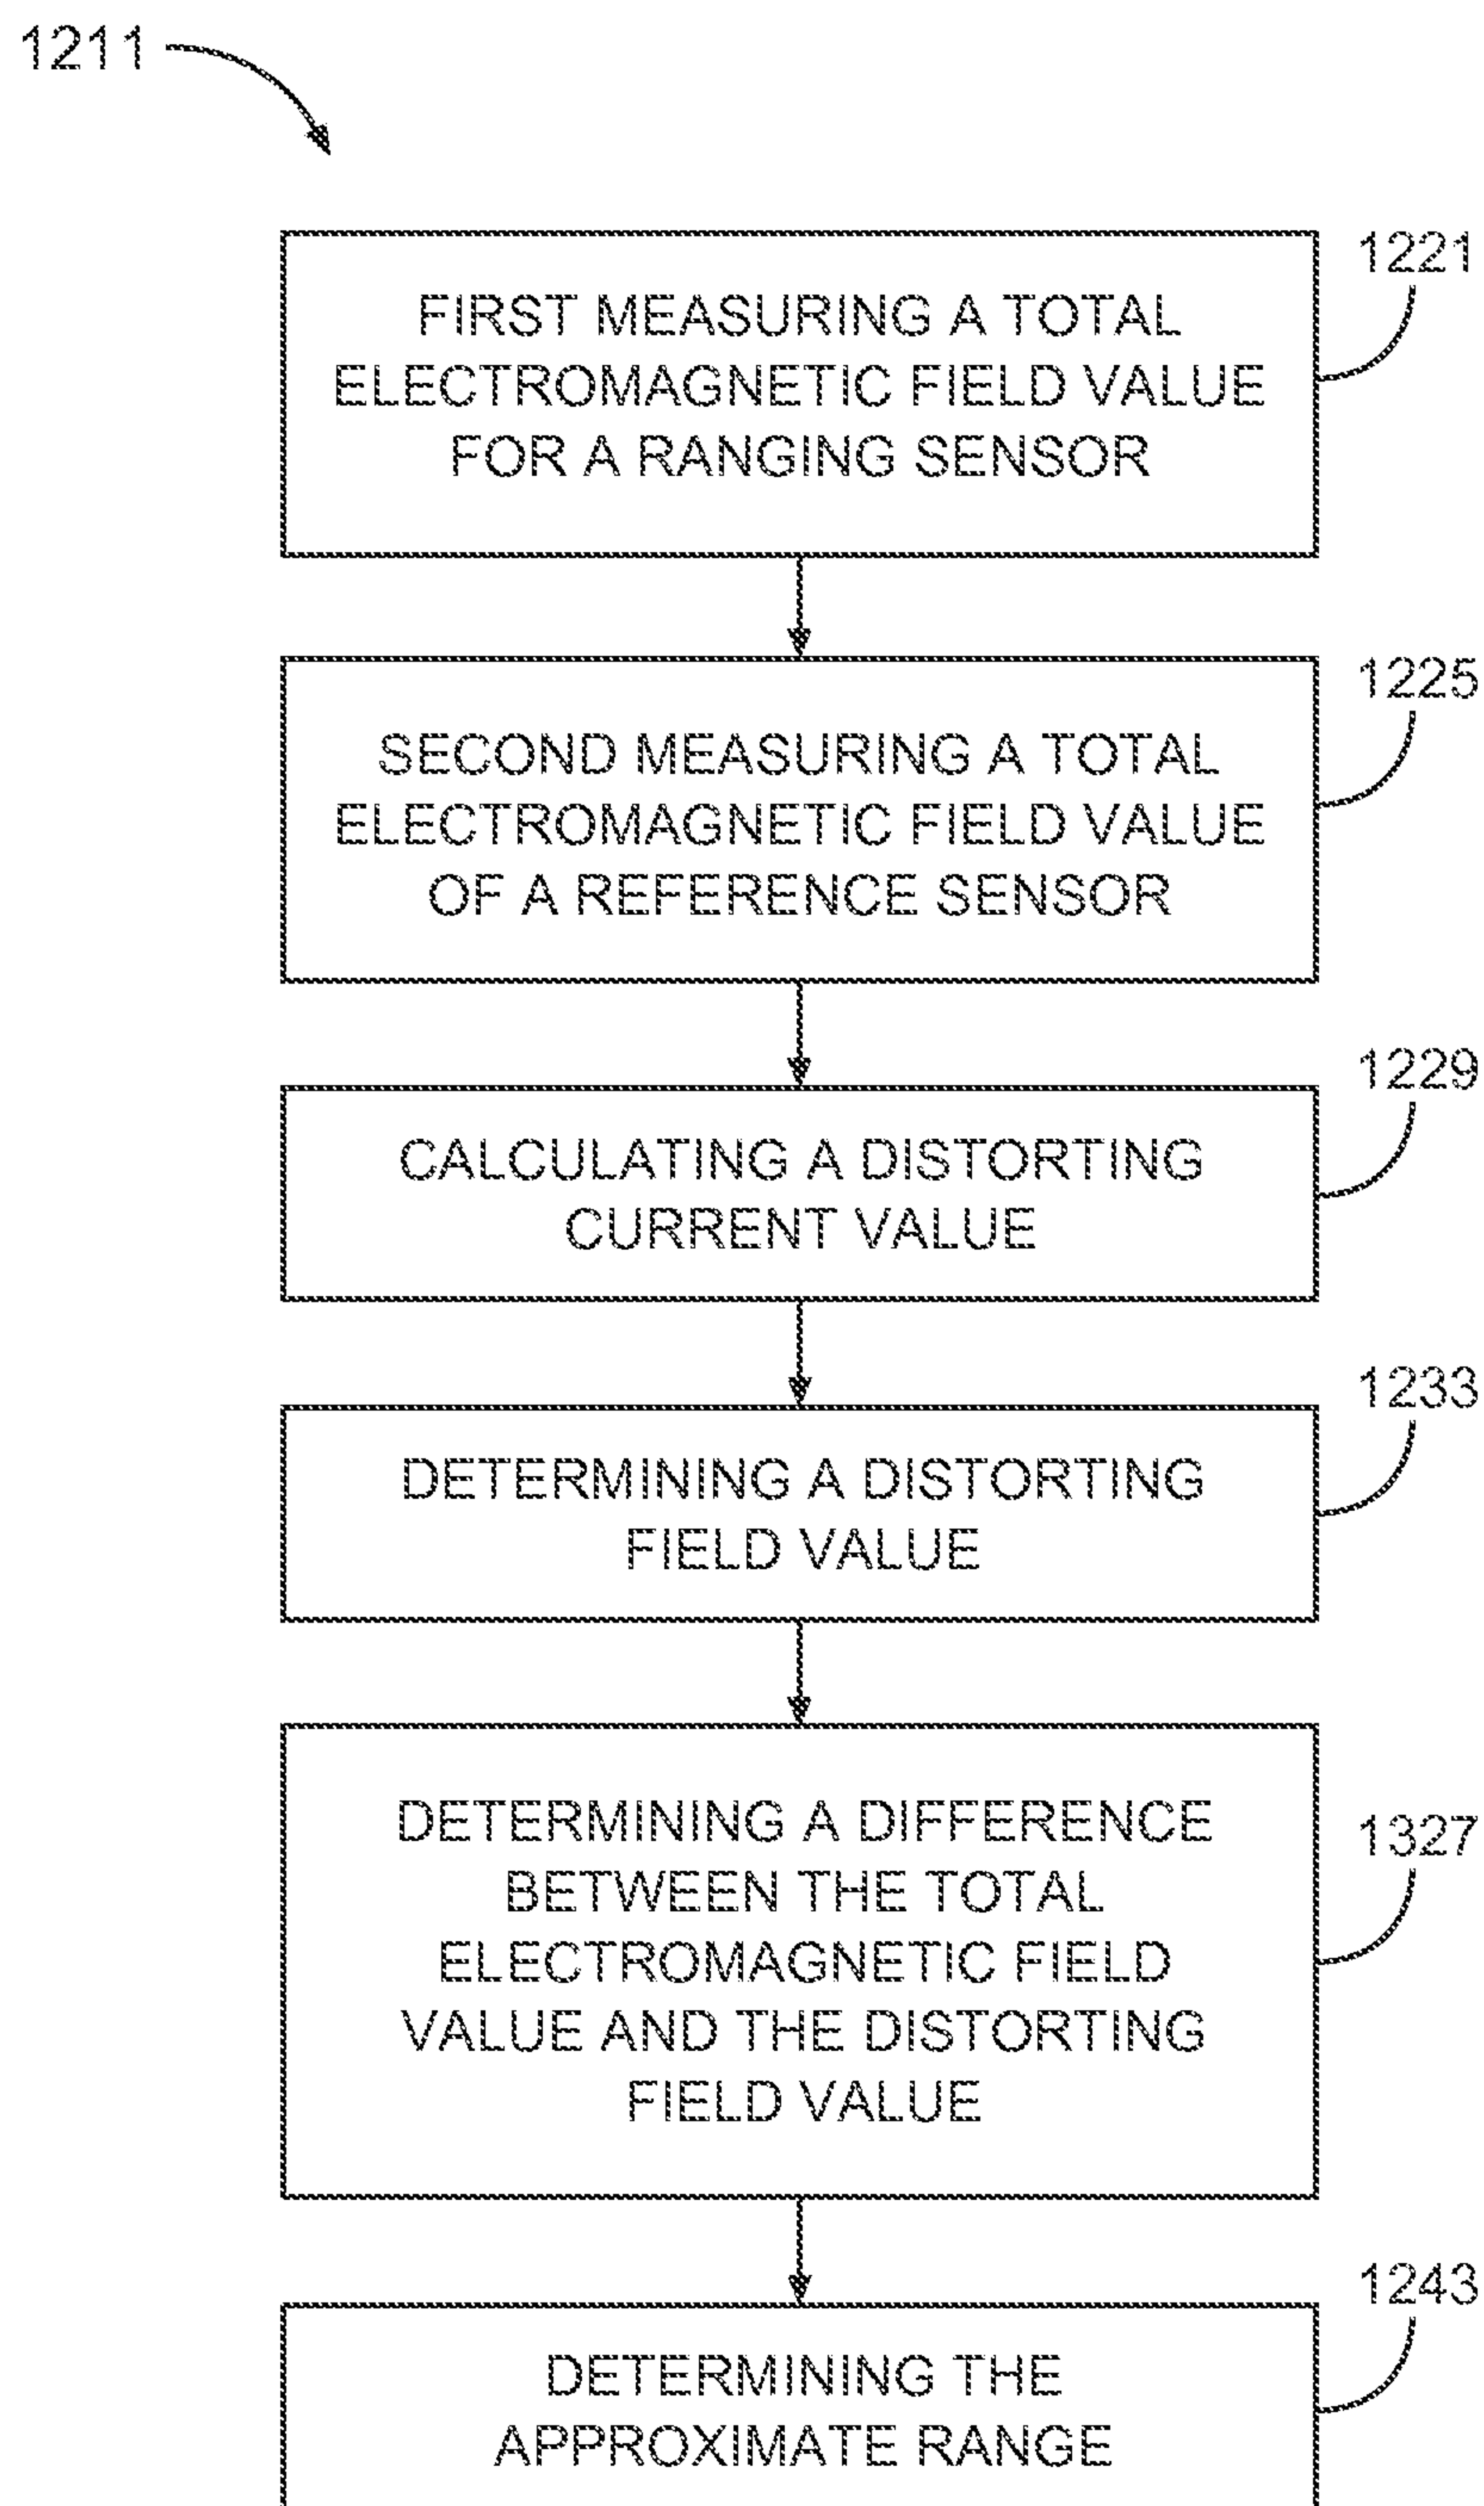 1211
1221
FIRST MEASURING A TOTAL
ELECTROMAGNETIC FIELD VALUE
FOR A RANGING SENSOR
1225
SECOND MEASURING A TOTAL
ELECTROMAGNETIC FIELD VALUE
OF A REFERENCE SENSOR
1229
CALCULATING A DISTORTING
CURRENT VALUE
1233
DETERMINING A DISTORTING
FIELD VALUE
1327
DETERMINING A DIFFERENCE
BETWEEN THE TOTAL
ELECTROMAGNETIC FIELD
VALUE AND THE DISTORTING
FIELD VALUE
1243
DETERMINING THE
APPROXIMATE RANGE